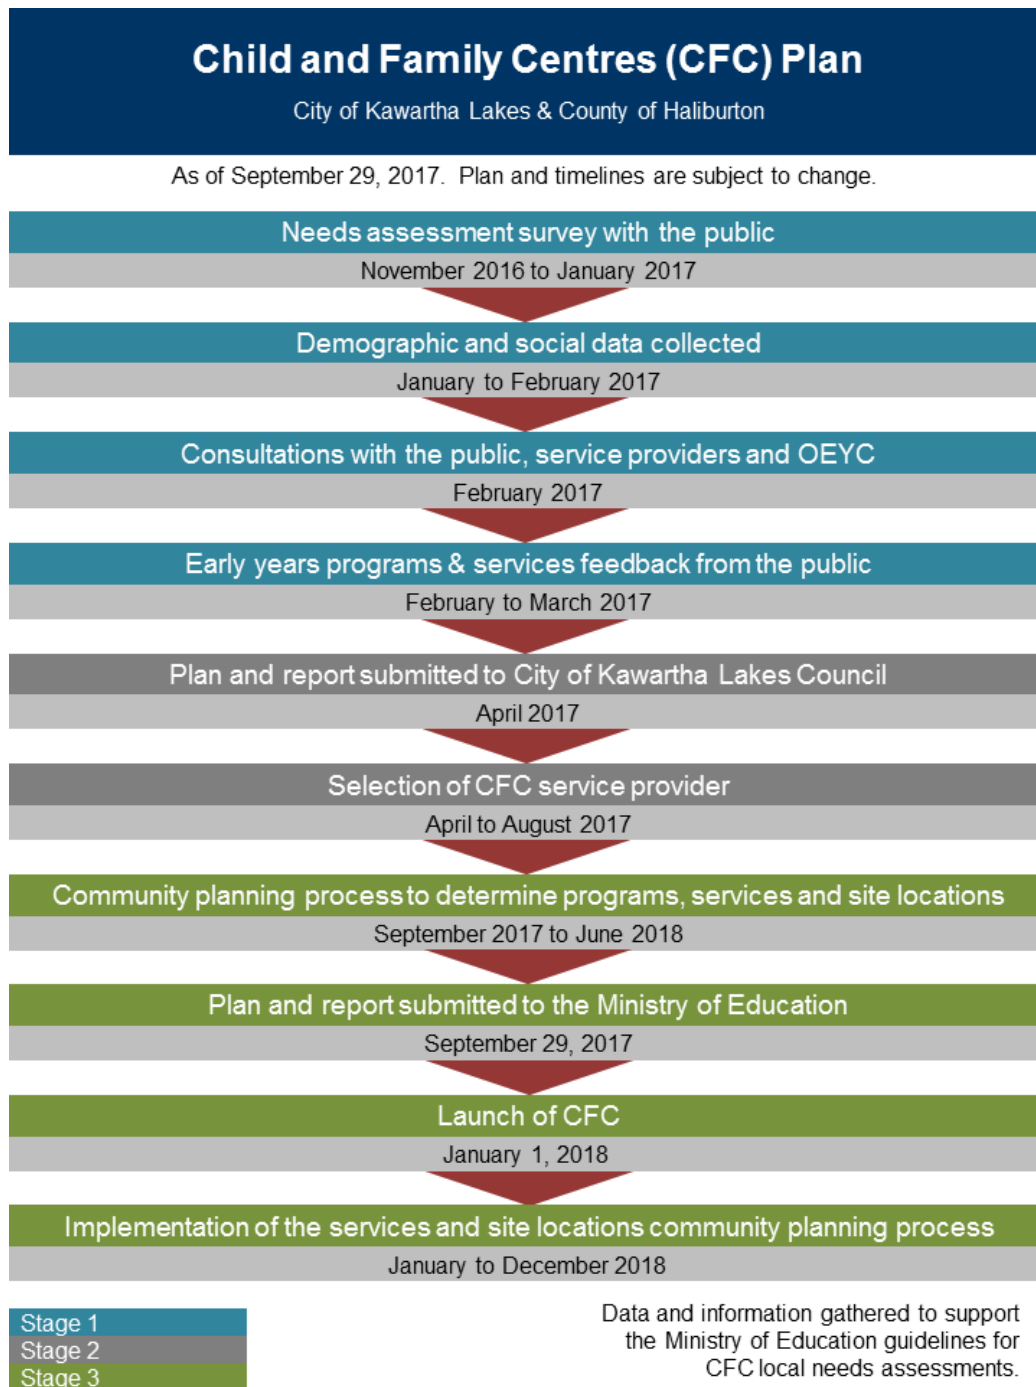 Child and Family Centres (CFC) Plan
City of Kawartha Lakes & County of Haliburton
As of September 29, 2017.  Plan and timelines are subject to change.
Needs assessment survey with the public
November 2016 to January 2017
Demographic and social data collected
January to February 2017
Consultations with the public, service providers and OEYC
February 2017
Early years programs & services feedback from the public
February to March 2017
Plan and report submitted to City of Kawartha Lakes Council
April 2017
Selection of CFC service provider
April to August 2017
Community planning process to determine programs, services and site locations
September 2017 to June 2018
Plan and report submitted to the Ministry of Education
September 29, 2017
Launch of CFC
January 1, 2018
Implementation of the services and site locations community planning process
January to December 2018
Stage 1
Stage 2
Stage 3
Data and information gathered to support
the Ministry of Education guidelines for
CFC local needs assessments.